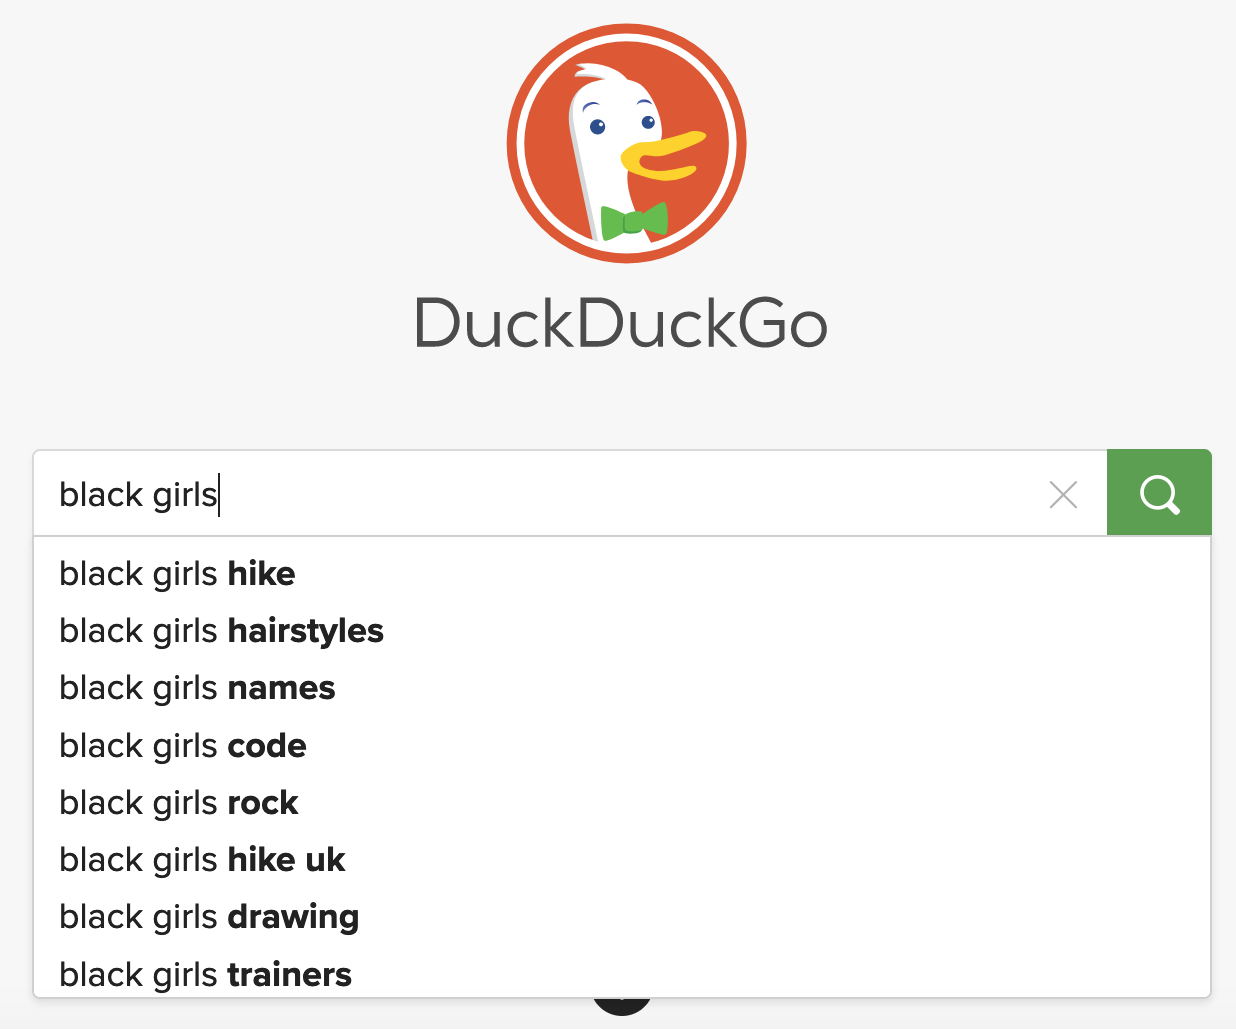 DuckDuckGo
black girls
black girls hike
black girls hairstyles
black girls names
black girls code
black girls rock
black girls hike uk
black girls drawing
black girls trainers